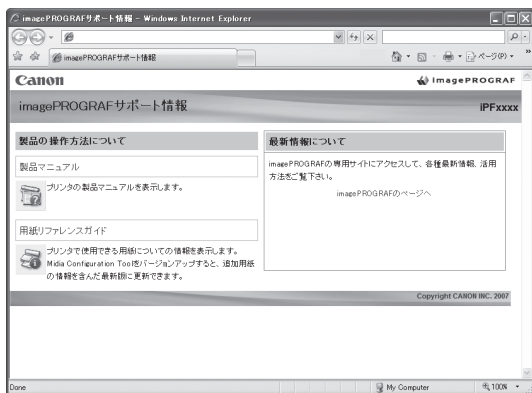 imagePROGRAFサポート情報 - Windows Internet Explorer
imagePROGRAFサポート情報
ページ(P)
Canon
imagePROGRAF
imagePROGRAFサポート情報
iPFxxxx
製品の操作方法について
製品マニュアル
プリンタの製品マニュアルを表示します。
用紙リファレンスガイド
プリンタで使用できる用紙についての情報を表示します。
Midia Configuration Toolをバージョンアップすると、追加用紙
の情報を含んだ最新版に更新できます。
最新情報について
imagePROGRAFの専用サイトにアクセスして、各種最新情報、活用
方法をご覧下さい。
imagePROGRAFのページへ
Copyright CANON INC. 2007
Done
My Computer
100%